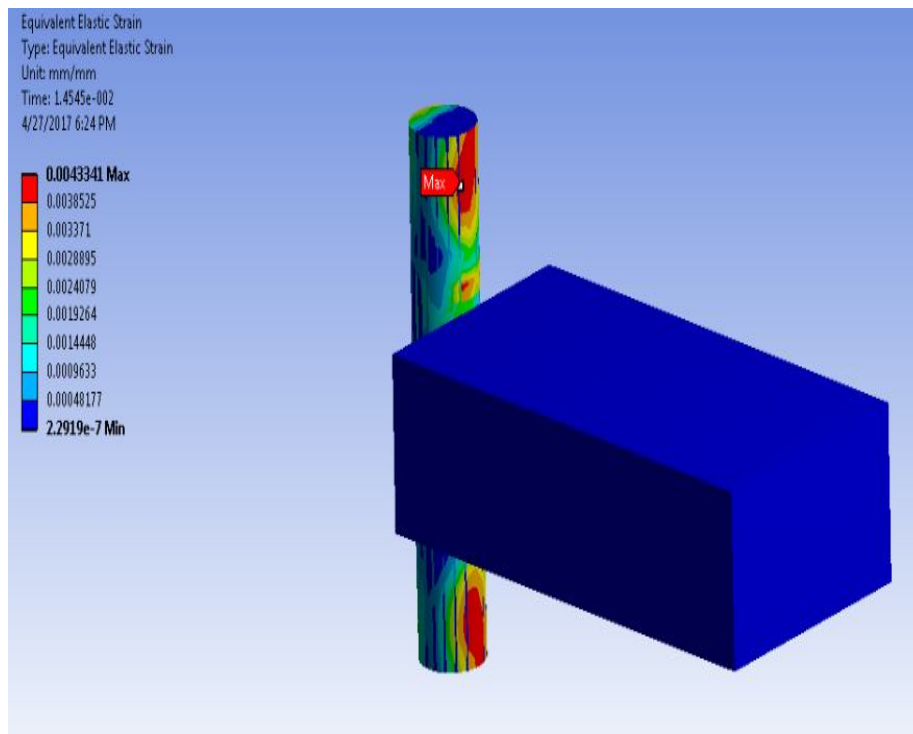 Equivalent Elastic Strain
Type: Equivalent Elastic Strain
Unit: mm/mm
Time: 1.4545e-002
4/27/2017 6:24 PM
0.0043341 Max
0.0038525
0.003371
0.0028895
0.0024079
0.0019264
0.0014448
0.0009633
0.00048177
2.2919e-7 Min
Max